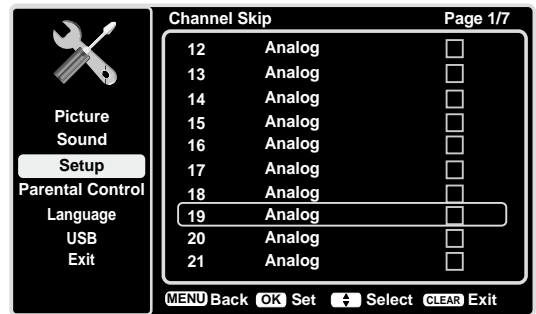 Channel Skip Page 1/7
Picture
Sound
Setup
Parental Control
Language
USB
Exit
12 Analog
13 Analog
14 Analog
15 Analog
16 Analog
17 Analog
18 Analog
19 Analog
20 Analog
21 Analog
MENU Back OK Set Select CLEAR Exit